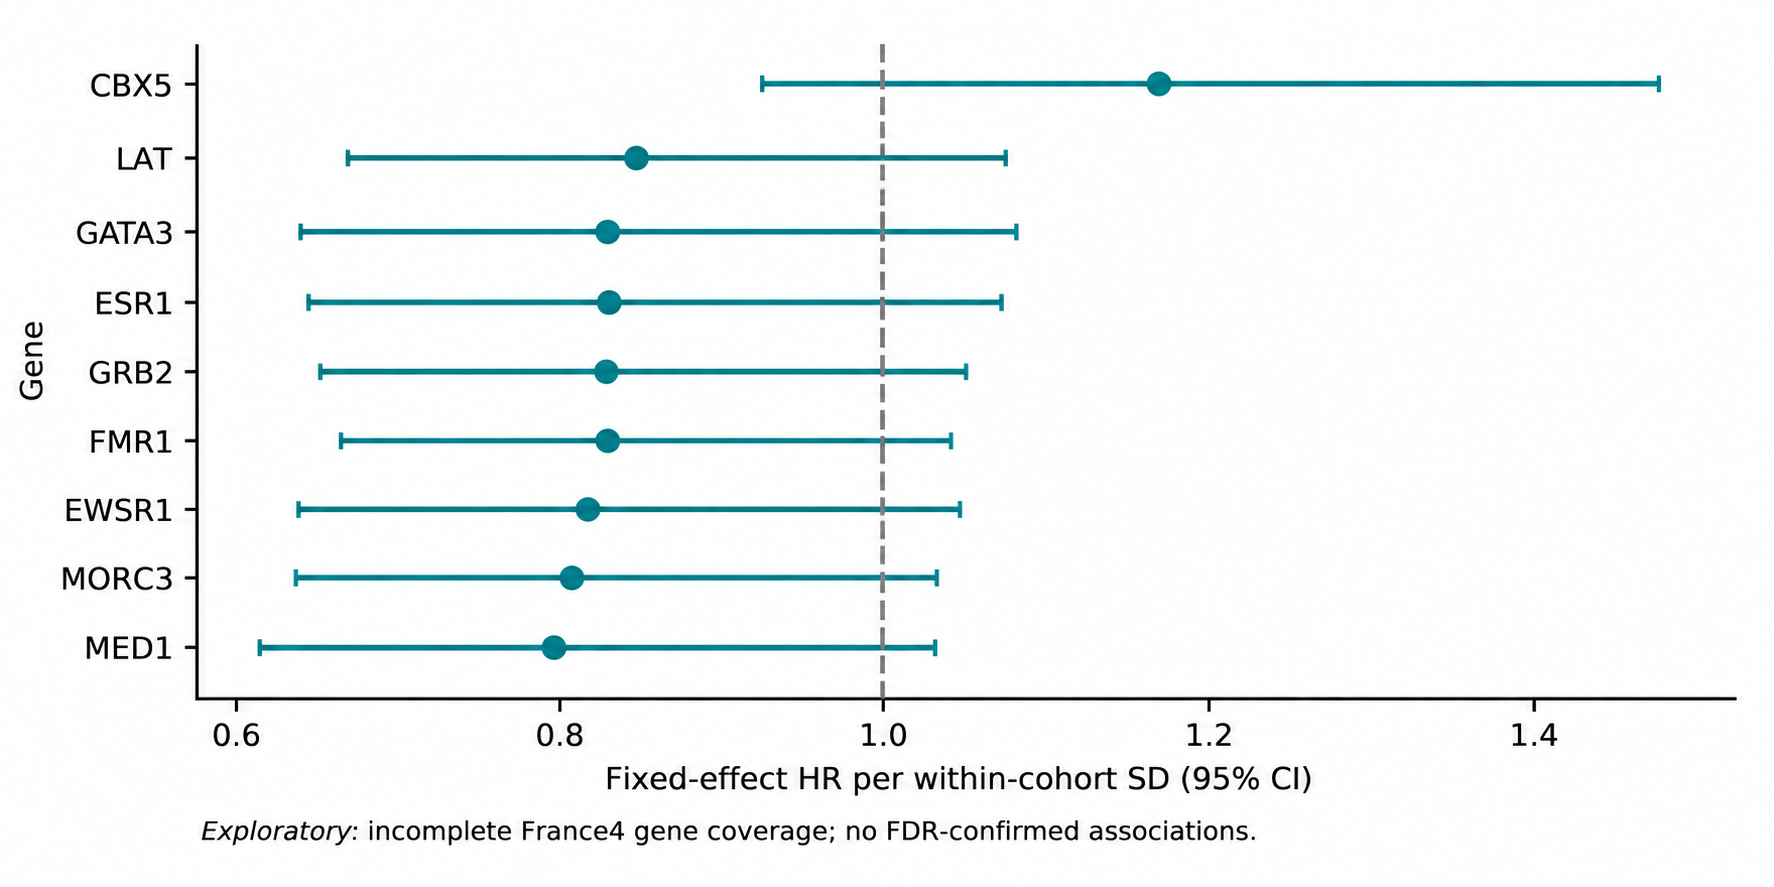 CBX5
LAT
GATA3
ESR1
GRB2
FMR1
EWSR1
MORC3
MED1
Gene
0.6 0.8 1.0 1.2 1.4
Fixed-effect HR per within-cohort SD (95% CI)
Exploratory: incomplete France4 gene coverage; no FDR-confirmed associations.